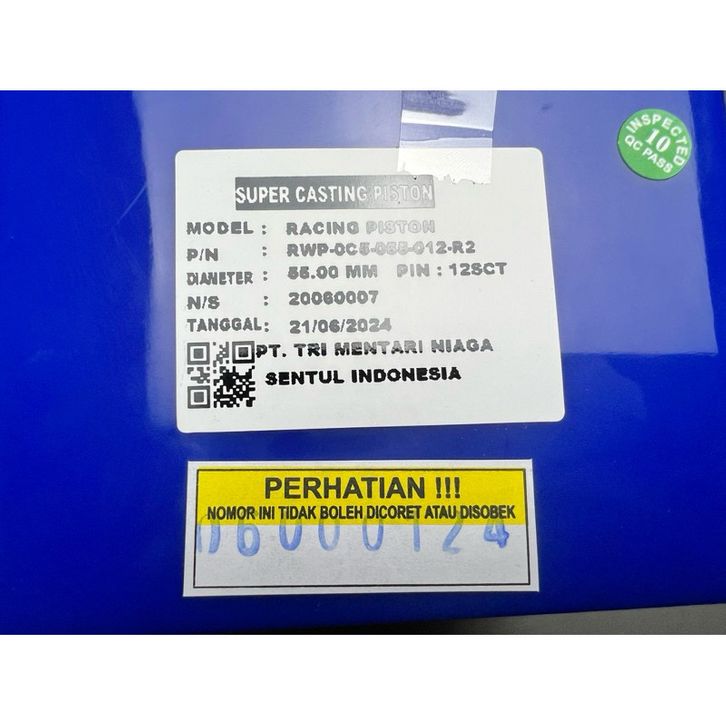 SUPER CASTING PISTON
MODEL : RACING PISTON
P/N : RWP-0C5-055-012-R2
DIAMETER : 55.00 MM PIN : 12SCT
N/S : 20060007
TANGGAL: 21/06/2024
PT. TRI MENTARI NIAGA
SENTUL INDONESIA
INSPECTED
10
QC PASS
PERHATIAN !!!
NOMOR INI TIDAK BOLEH DICORET ATAU DISOBEK
06000124